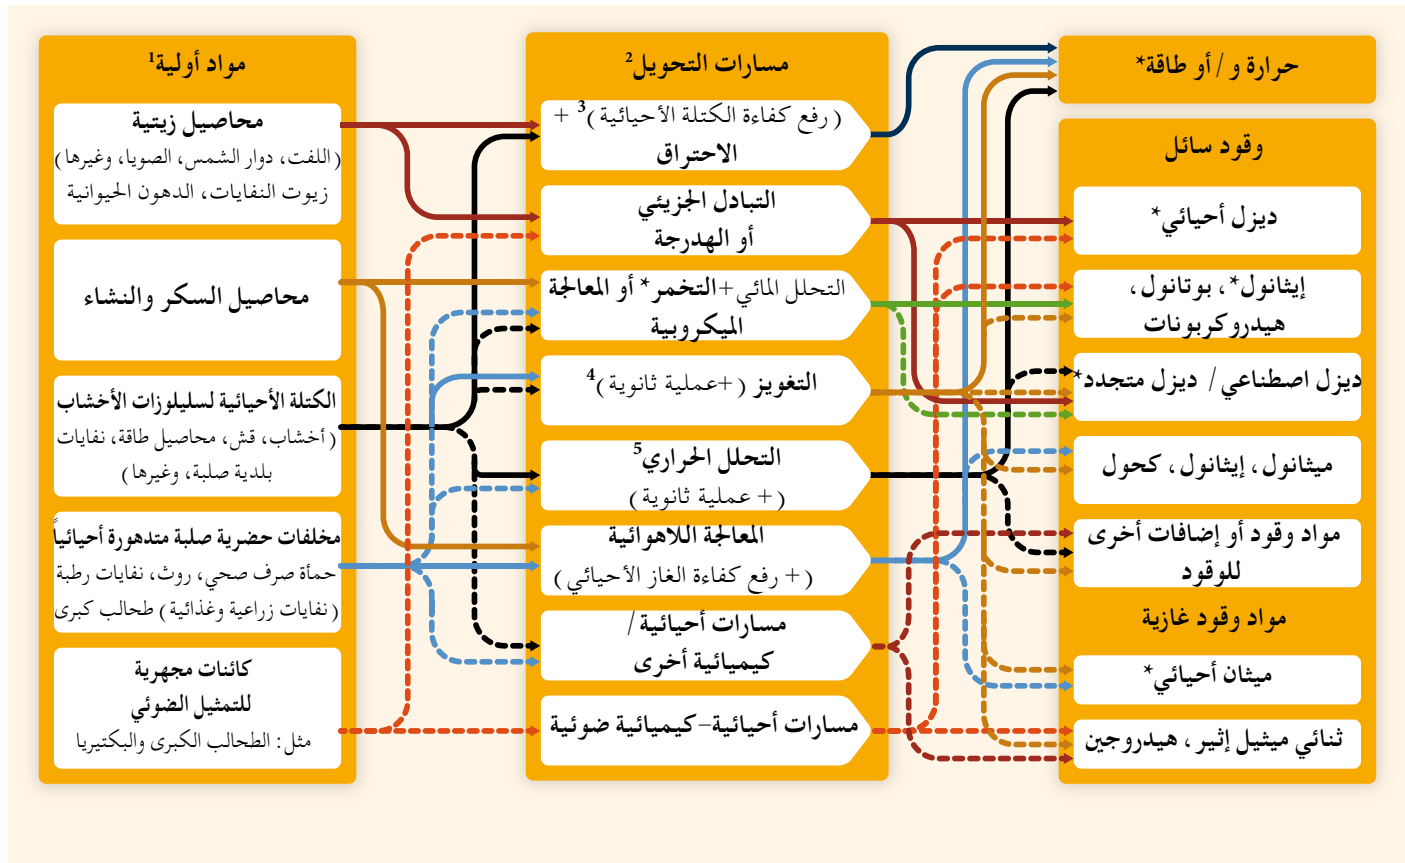 مواد أولية¹
محاصيل زيتية
(اللفت، دوار الشمس، الصويا، وغيرها)
زيوت النفايات، الدهون الحيوانية
محاصيل السكر والنشاء
الكتلة الأحيائية لسليلوزات الأخشاب
(أخشاب، قش، محاصيل طاقة، نفايات
بلدية صلبة، وغيرها)
مخلفات حضرية صلبة متدهورة أحيائياً
حمأة صرف صحي، روث، نفايات رطبة
(نفايات زراعية وغذائية) طحالب كبرى
كائنات مجهرية
للتمثيل الضوئي
مثل: الطحالب الكبرى والبكتيريا
مسارات التحويل²
(رفع كفاءة الكتلة الأحيائية)³ +
الاحتراق
التبادل الجزيئي
أو الهدرجة
التحلل المائي+التخمر* أو المعالجة
الميكروبية
التغويز (+عملية ثانوية)⁴
التحلل الحراري⁵
(+ عملية ثانوية)
المعالجة اللاهوائية
(+ رفع كفاءة الغاز الأحيائي)
مسارات أحيائية/
كيميائية أخرى
مسارات أحيائية-كيميائية ضوئية
حرارة و/أو طاقة*
وقود سائل
ديزل أحيائي*
إيثانول*، بوتانول،
هيدروكربونات
ديزل اصطناعي/ ديزل متجدد*
ميثانول، إيثانول، كحول
مواد وقود أو إضافات أخرى
للوقود
مواد وقود غازية
ميثان أحيائي*
ثنائي ميثيل إثير، هيدروجين